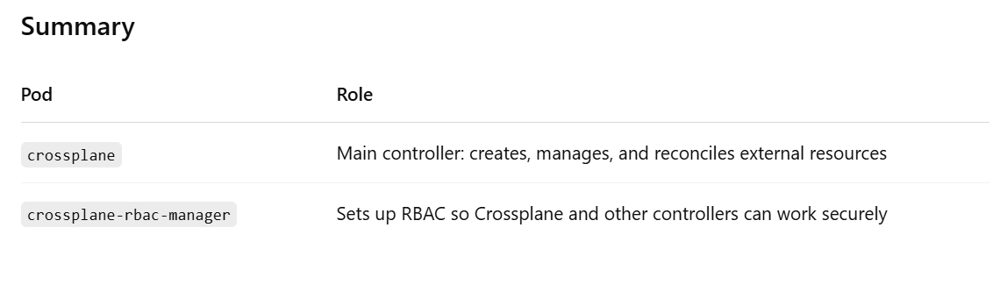 Summary
Pod Role
crossplane Main controller: creates, manages, and reconciles external resources
crossplane-rbac-manager Sets up RBAC so Crossplane and other controllers can work securely